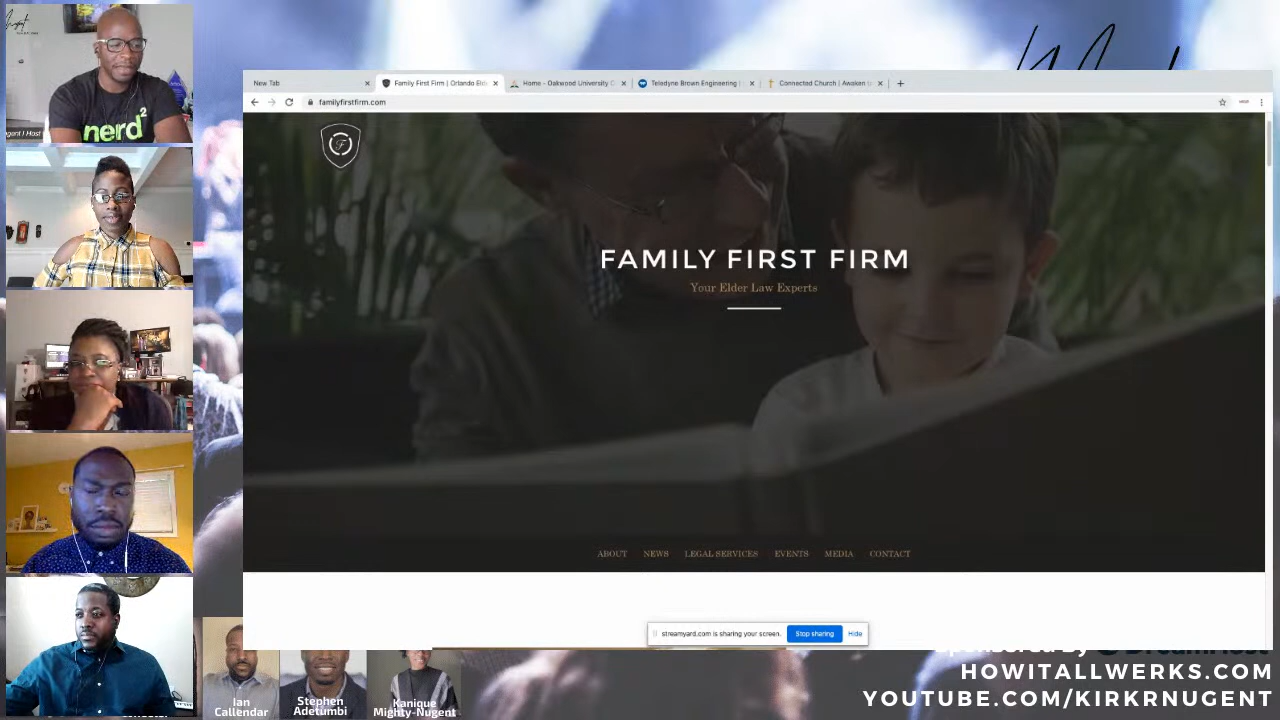 nerd²
New Tab
Family First Firm | Orlando Eld
Home - Oakwood University C
Teledyne Brown Engineering |
Connected Church | Awaken
familyfirstfirm.com
FAMILY FIRST FIRM
Your Elder Law Experts
ABOUT NEWS LEGAL SERVICES EVENTS MEDIA CONTACT
streamyard.com is sharing your screen. Stop sharing Hide
Ian
Callendar
Stephen
Adetumbi
Kanique
Mighty-Nugent
HOWITALLWERKS.COM
YOUTUBE.COM/KIRKRNUGENT